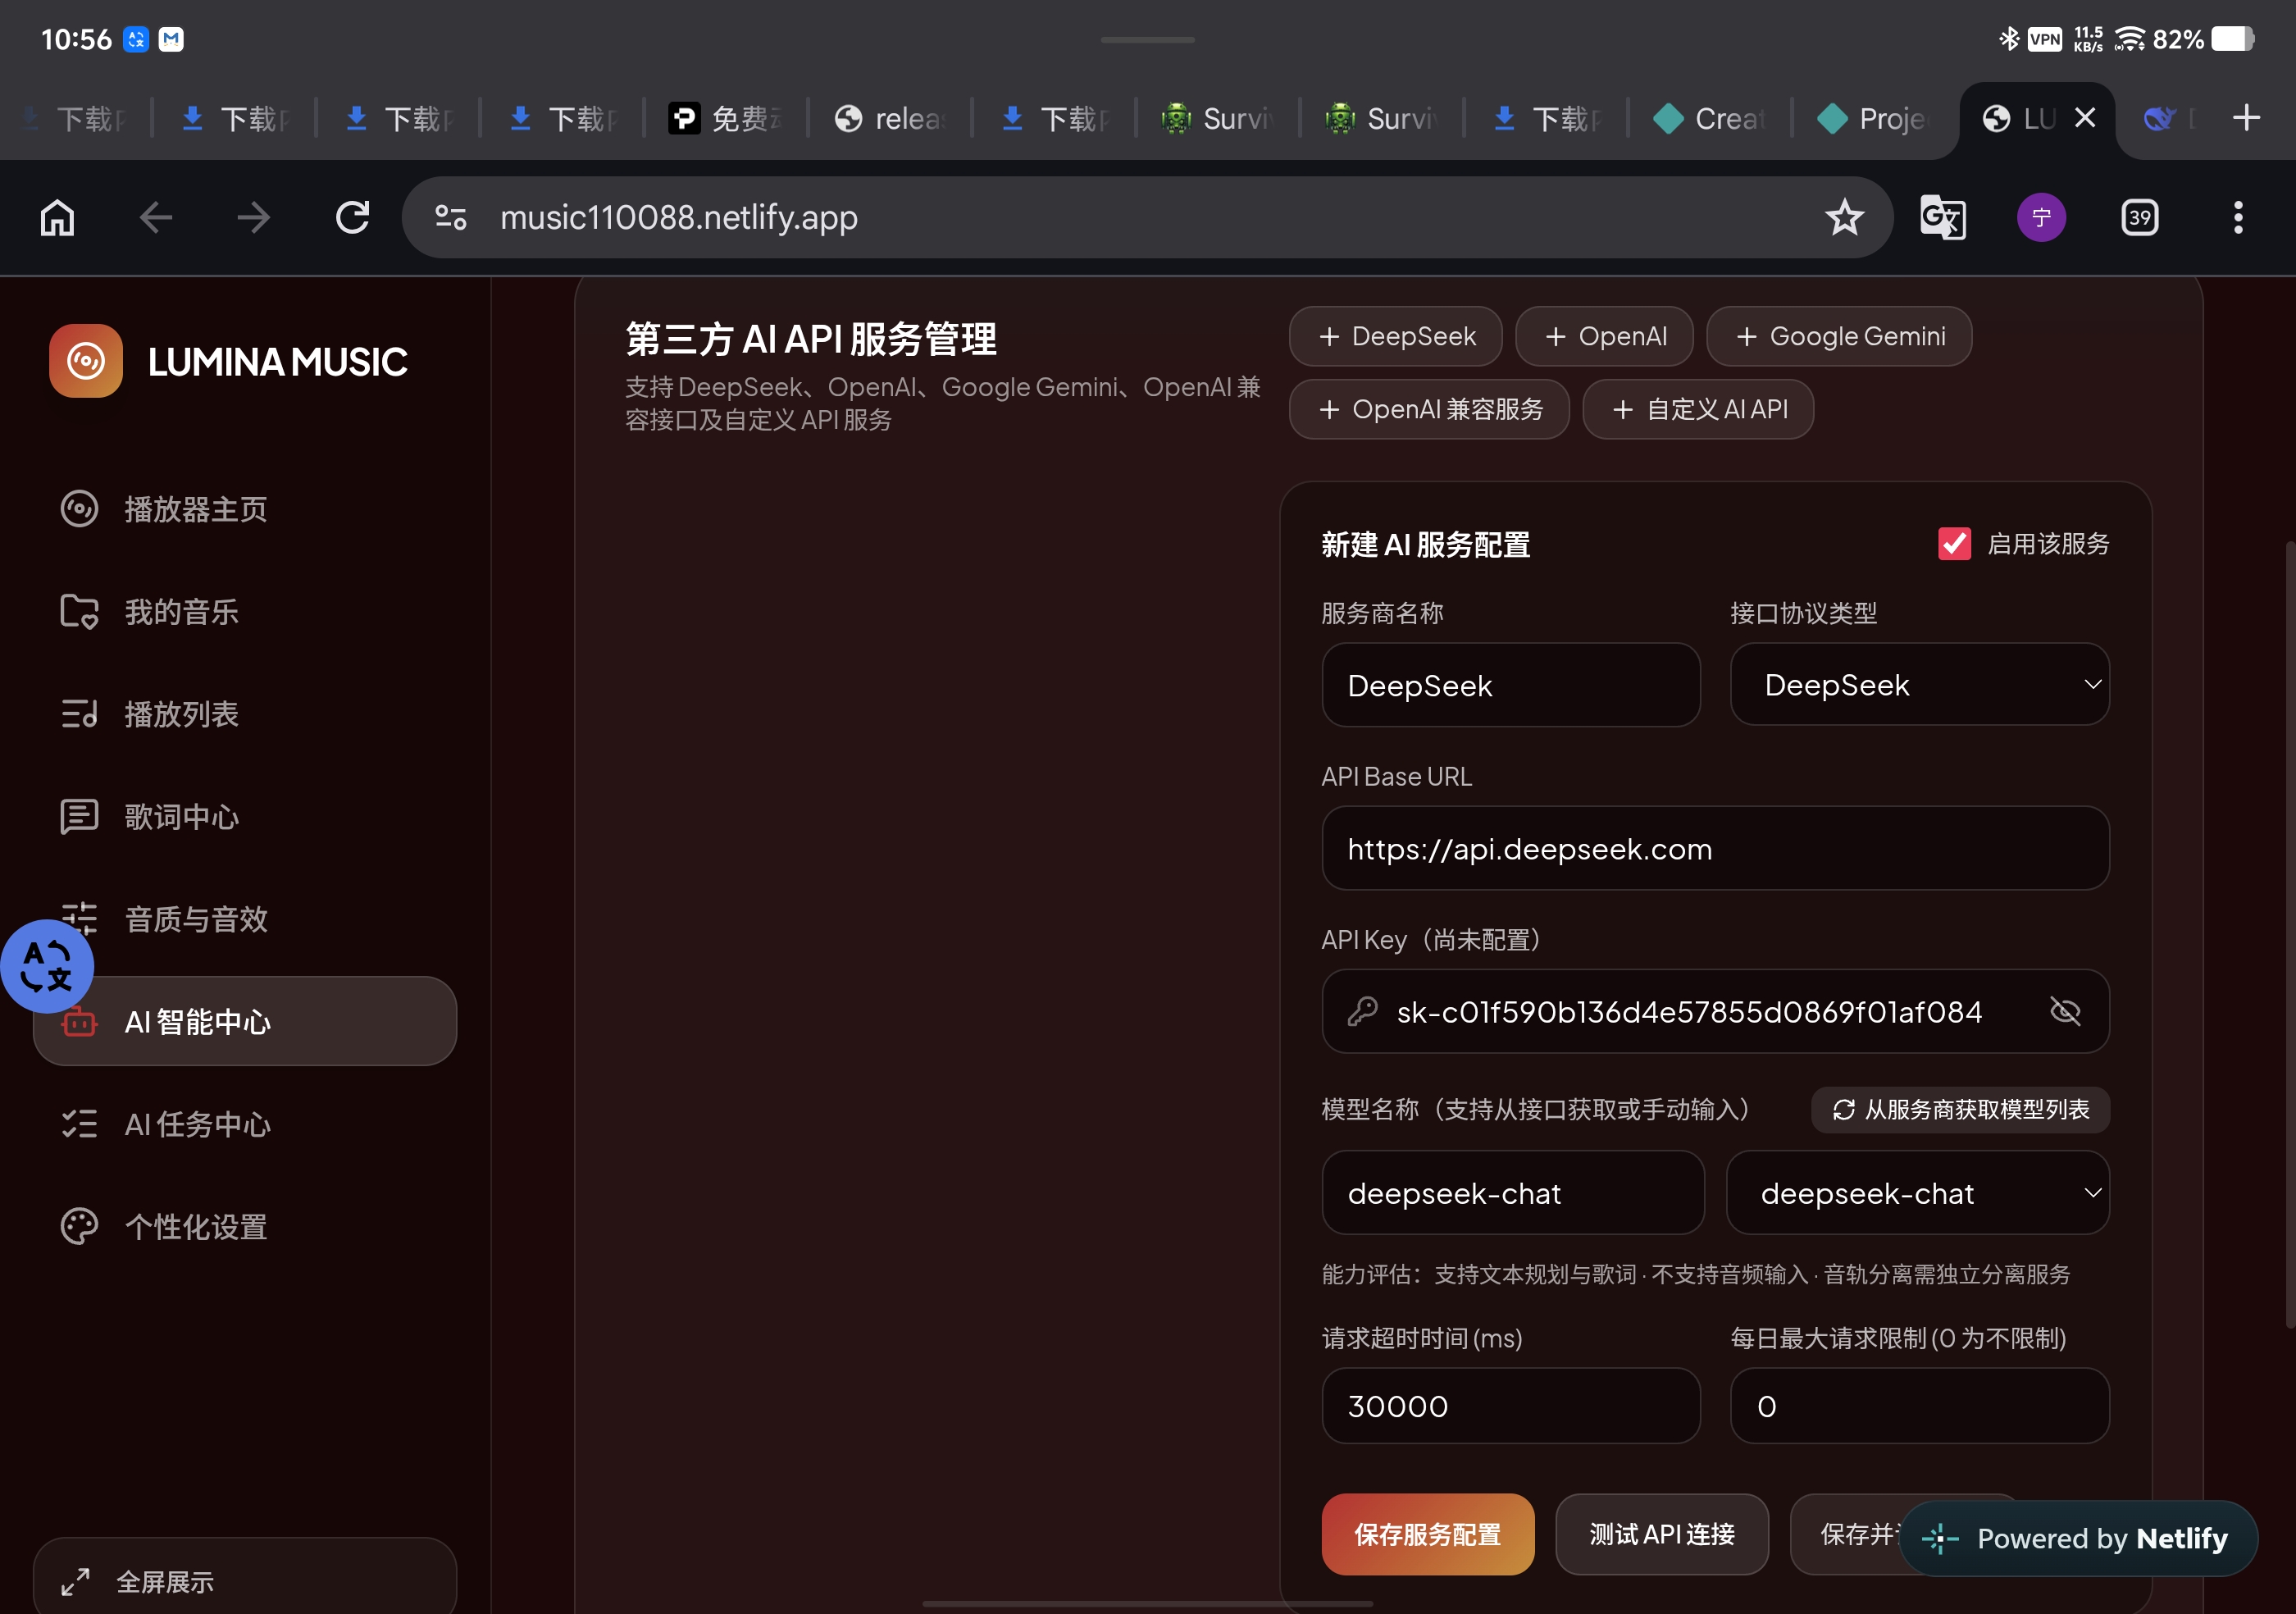 10:56
VPN 11.5 KB/s 82%
下载 下载 下载 下载 免费 relea 下载 Survi Survi 下载 Creat Proje LU
music110088.netlify.app
宁
39
LUMINA MUSIC
播放器主页
我的音乐
播放列表
歌词中心
音质与音效
AI 智能中心
AI 任务中心
个性化设置
全屏展示
第三方 AI API 服务管理
支持 DeepSeek、OpenAI、Google Gemini、OpenAI 兼
容接口及自定义 API 服务
+ DeepSeek + OpenAI + Google Gemini
+ OpenAI 兼容服务 + 自定义 AI API
新建 AI 服务配置
启用该服务
服务商名称 接口协议类型
DeepSeek DeepSeek
API Base URL
https://api.deepseek.com
API Key（尚未配置）
sk-c01f590b136d4e57855d0869f01af084
模型名称（支持从接口获取或手动输入） 从服务商获取模型列表
deepseek-chat deepseek-chat
能力评估：支持文本规划与歌词 · 不支持音频输入 · 音轨分离需独立分离服务
请求超时时间 (ms) 每日最大请求限制 (0 为不限制)
30000 0
保存服务配置 测试 API 连接 保存并
Powered by Netlify